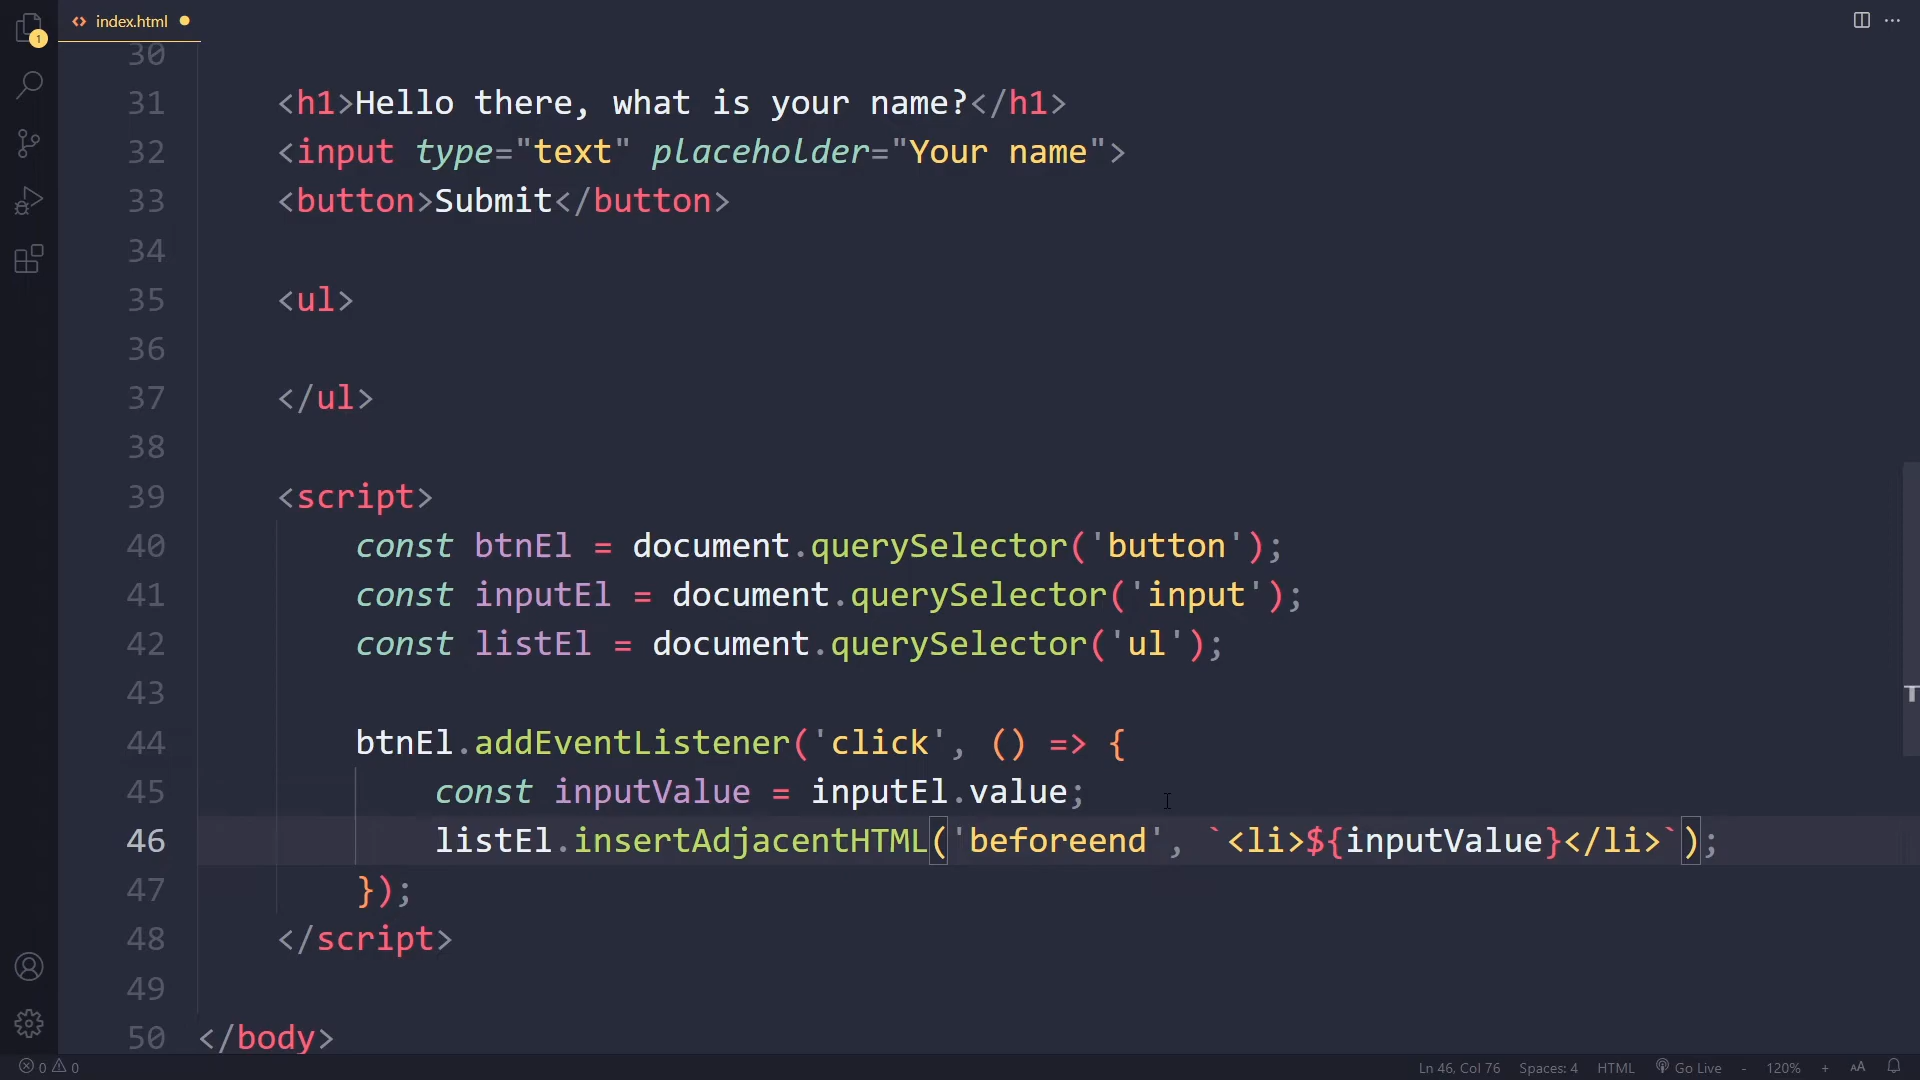 1
<> index.html
30
31 <h1>Hello there, what is your name?</h1>
32 <input type="text" placeholder="Your name">
33 <button>Submit</button>
34
35 <ul>
36
37 </ul>
38
39 <script>
40 const btnEl = document.querySelector('button');
41 const inputEl = document.querySelector('input');
42 const listEl = document.querySelector('ul');
43
44 btnEl.addEventListener('click', () => {
45 const inputValue = inputEl.value;
46 listEl.insertAdjacentHTML('beforeend', `<li>${inputValue}</li>`);
47 });
48 </script>
49
50 </body>
0 0 Ln 46, Col 76 Spaces: 4 HTML Go Live - 120% + AA